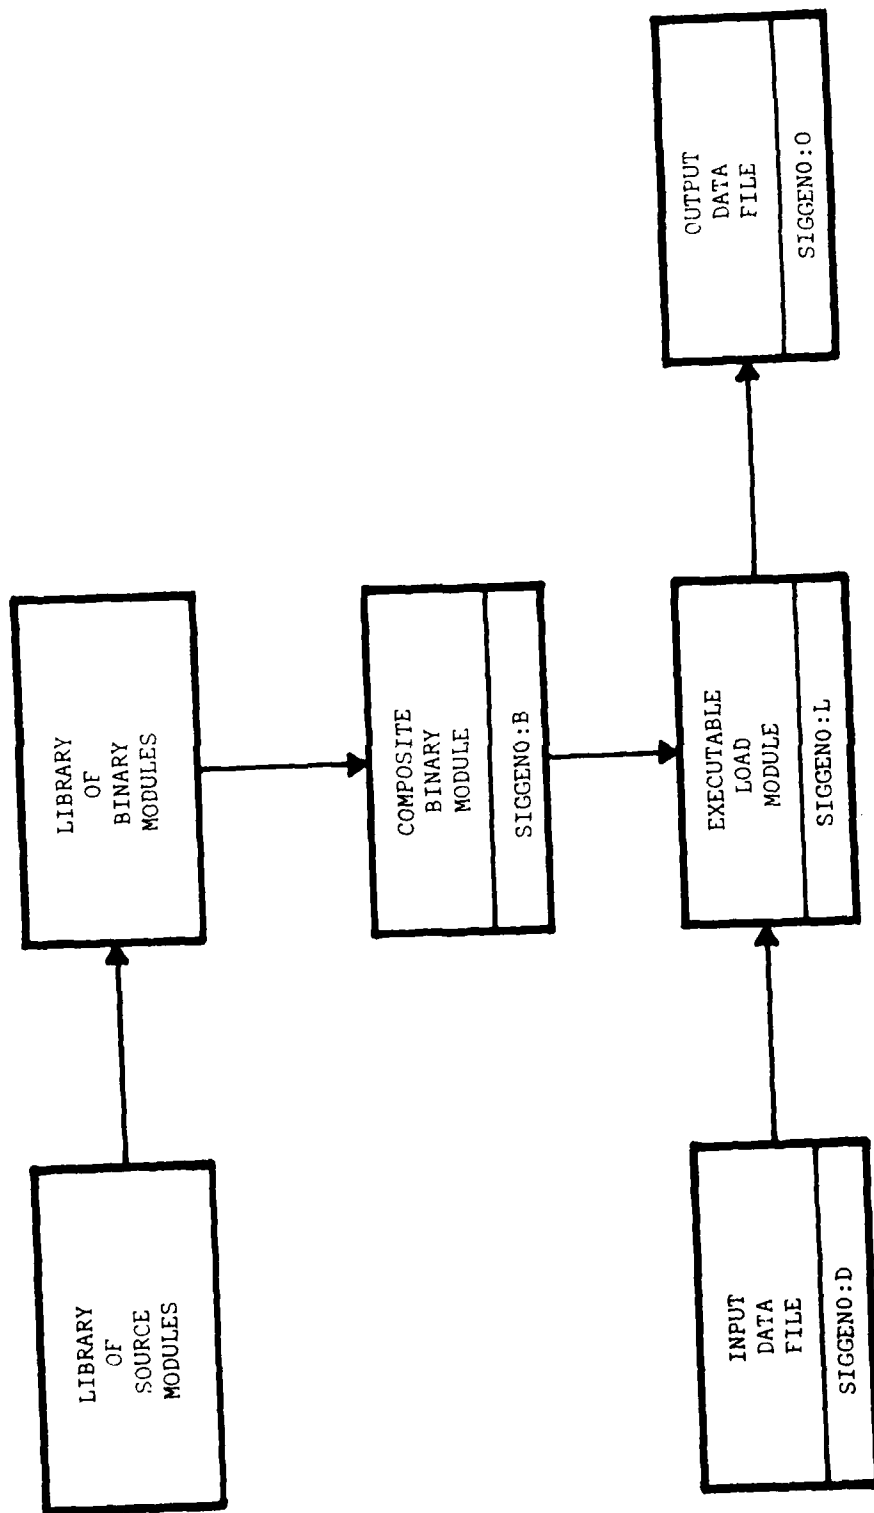 LIBRARY
OF
SOURCE
MODULES
LIBRARY
OF
BINARY
MODULES
COMPOSITE
BINARY
MODULE
SIGGENO:B
INPUT
DATA
FILE
SIGGENO:D
EXECUTABLE
LOAD
MODULE
SIGGENO:L
OUTPUT
DATA
FILE
SIGGENO:O